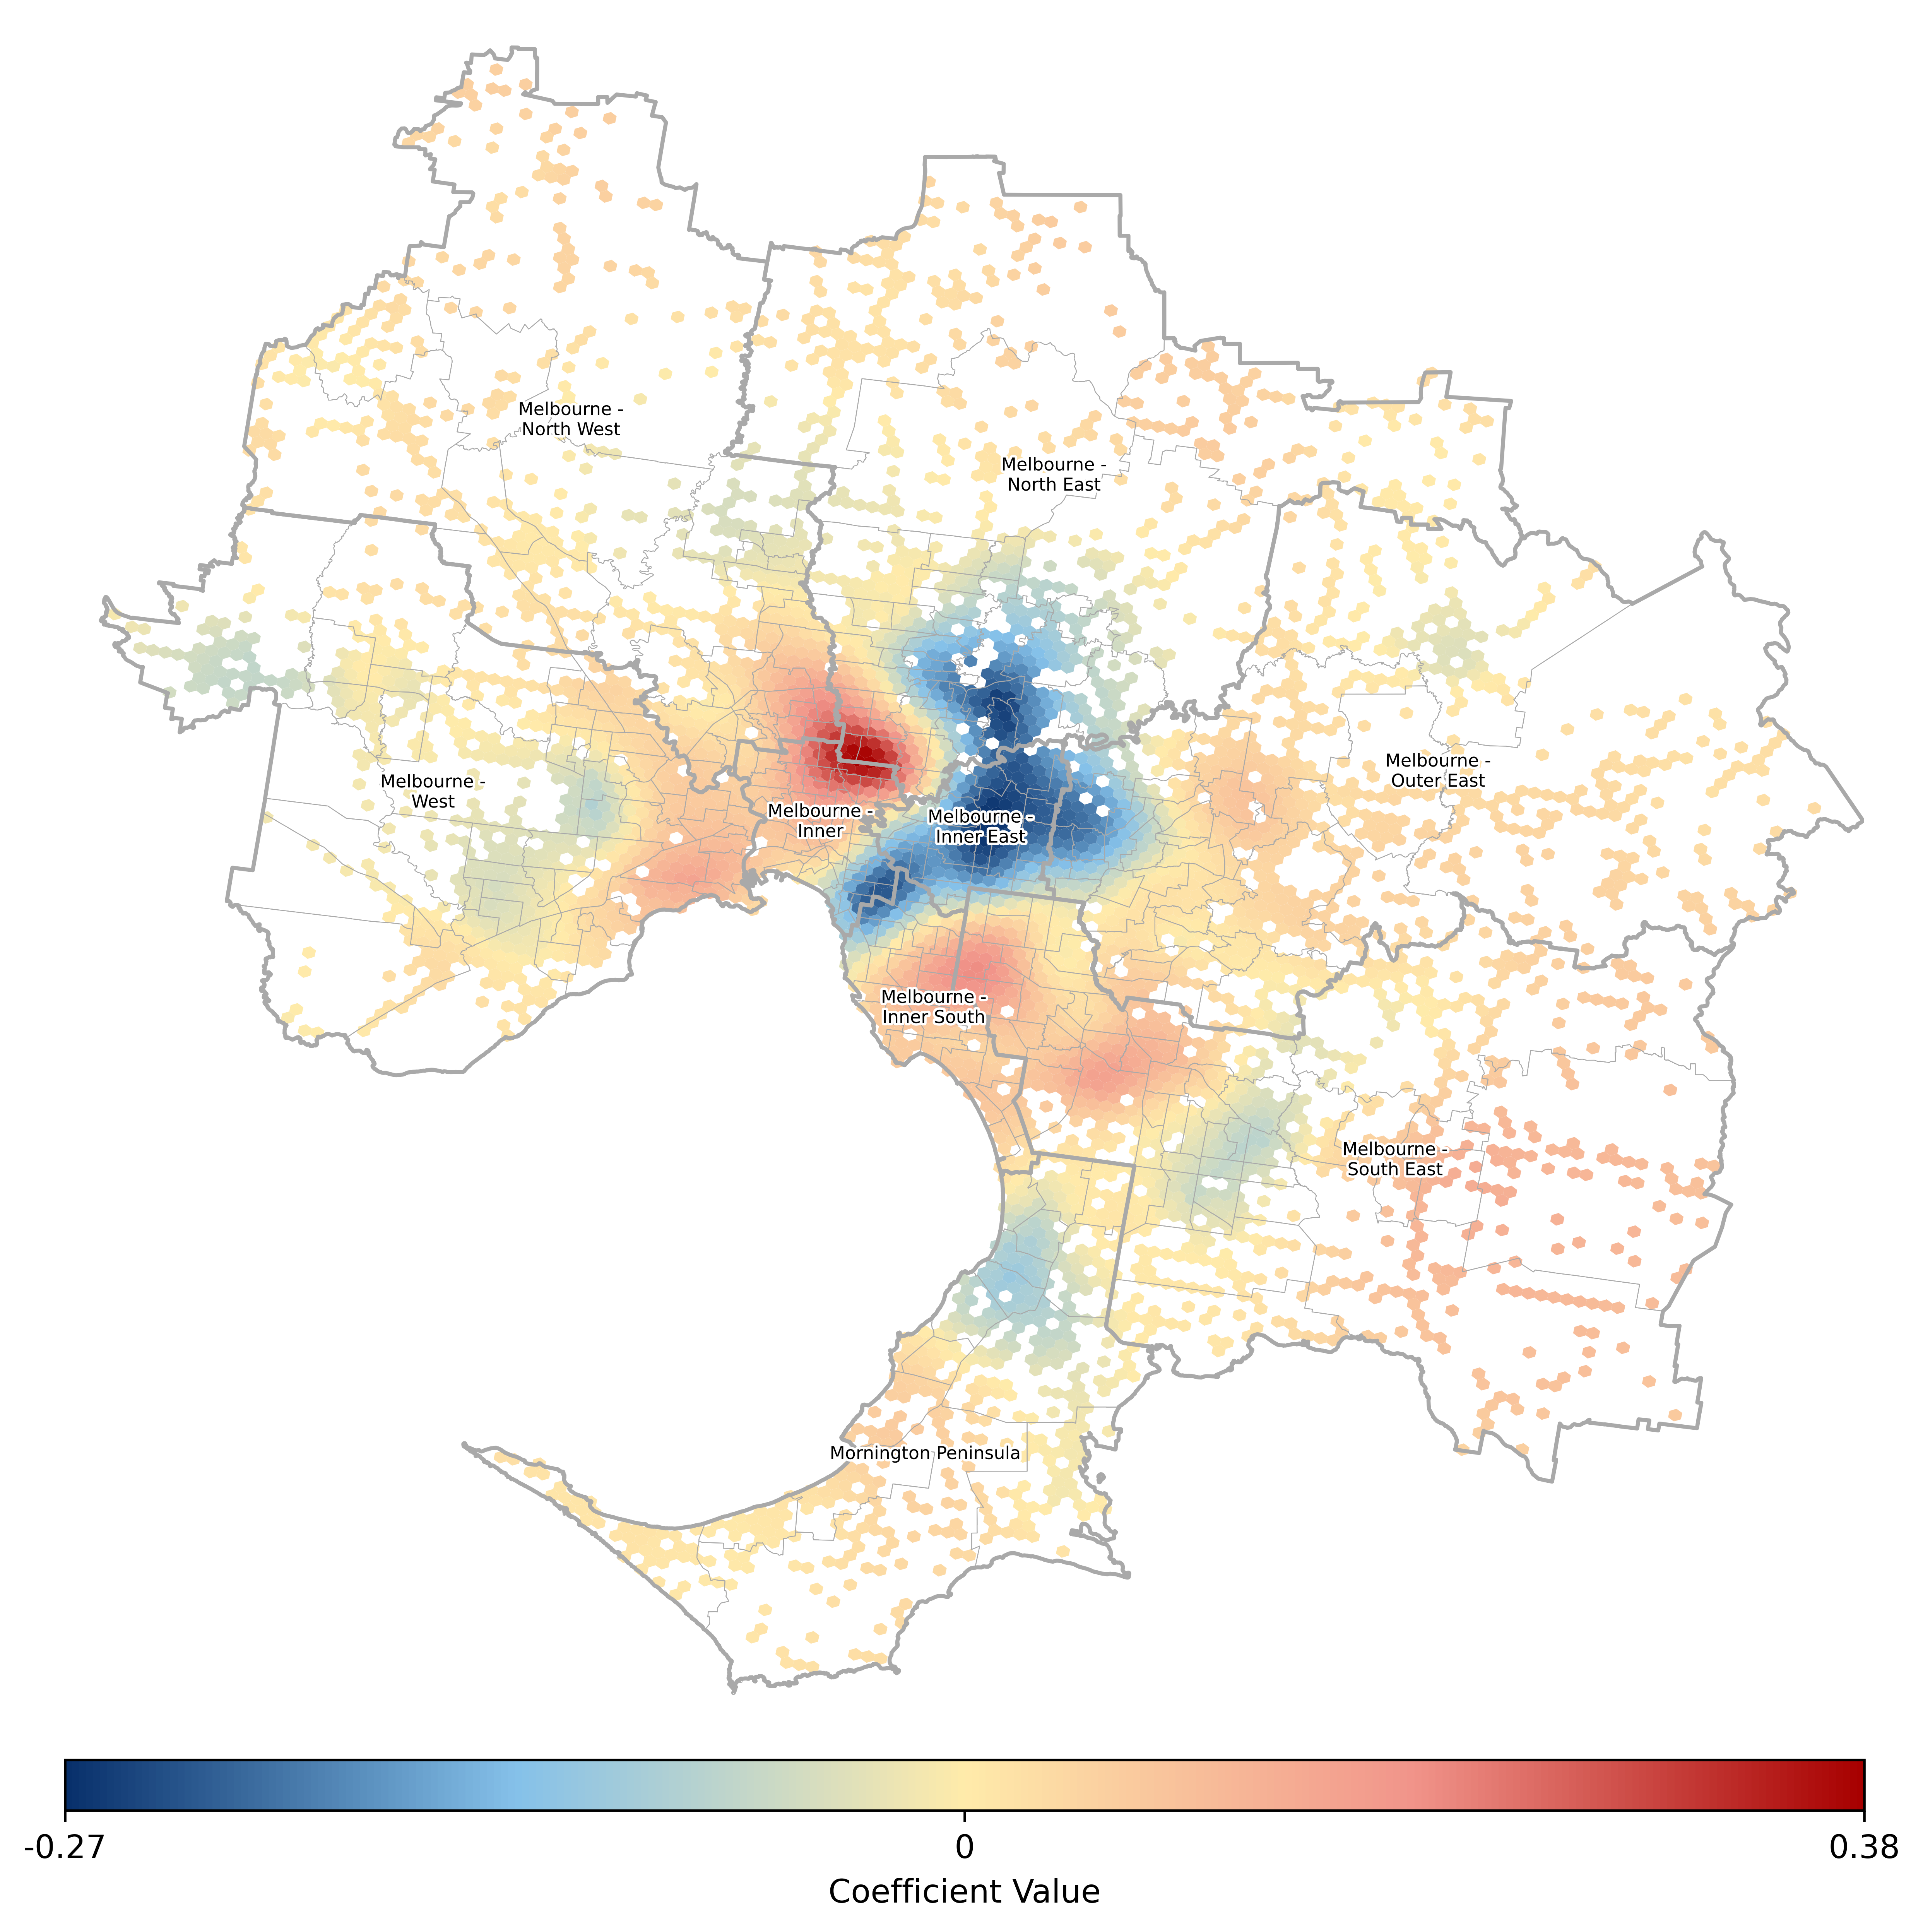 Melbourne -
North West
Melbourne -
North East
Melbourne -
Outer East
Melbourne -
West
Melbourne -
Inner
Melbourne -
Inner East
Melbourne -
Inner South
Melbourne -
South East
Mornington Peninsula
-0.27
0
0.38
Coefficient Value